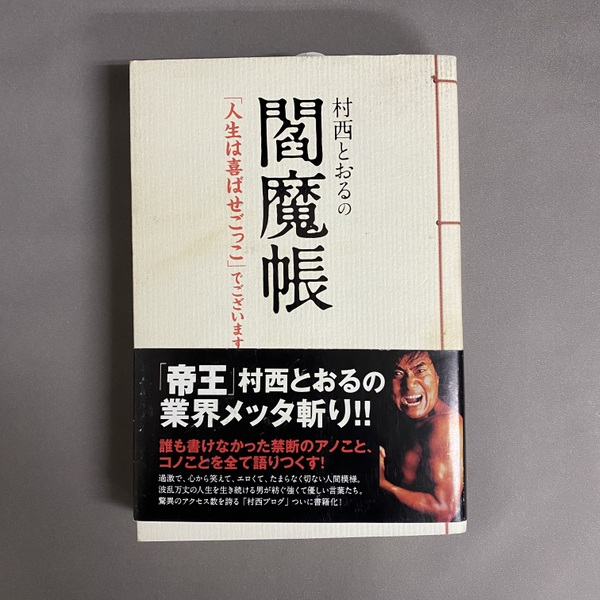 村西とおるの
閻魔帳
「人生は喜ばせごっこ」でございます
「帝王」村西とおるの
業界メッタ斬り!!
誰も書けなかった禁断のアノこと、
コノことを全て語りつくす!
過激で、心から笑えて、エロくて、たまらなく切ない人間模様。
波乱万丈の人生を生き続ける男が紡ぐ強くて優しい言葉たち。
驚異のアクセス数を誇る「村西ブログ」ついに書籍化!